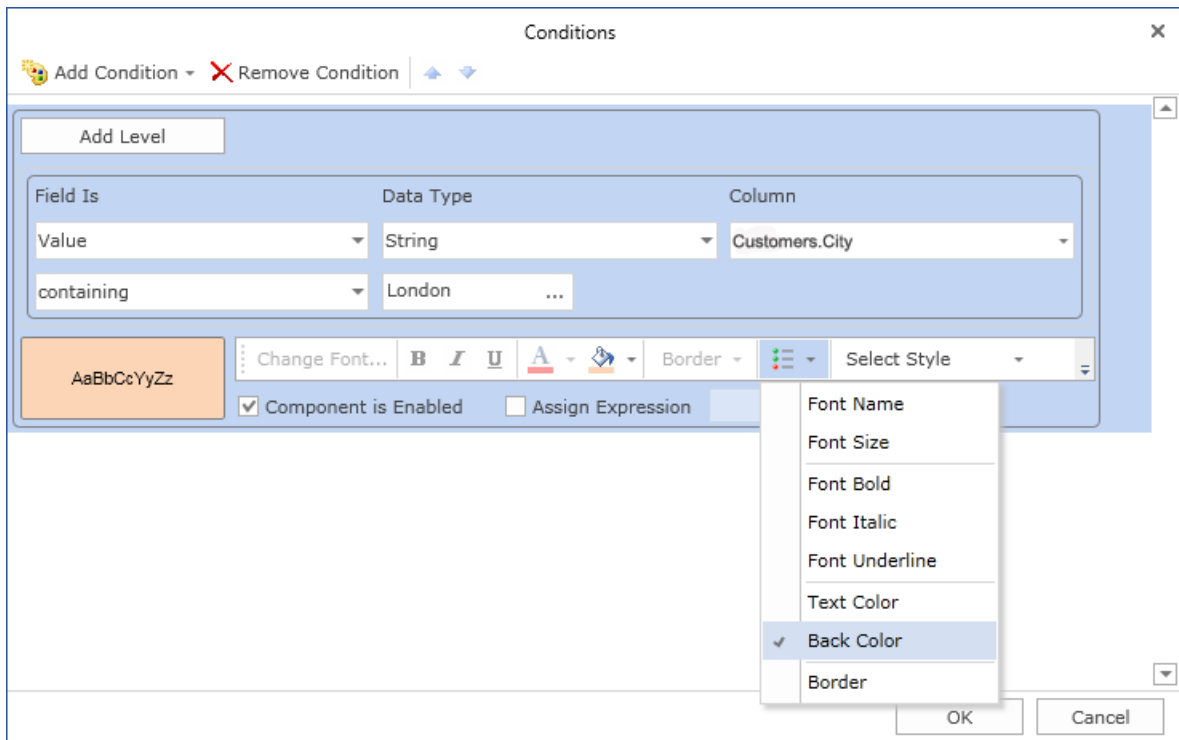 Conditions
Add Condition Remove Condition
Add Level
Field Is Data Type Column
Value String Customers.City
containing London ...
AaBbCcYyZz
Change Font... B I U A Border Select Style
Component is Enabled Assign Expression
Font Name
Font Size
Font Bold
Font Italic
Font Underline
Text Color
Back Color
Border
OK Cancel